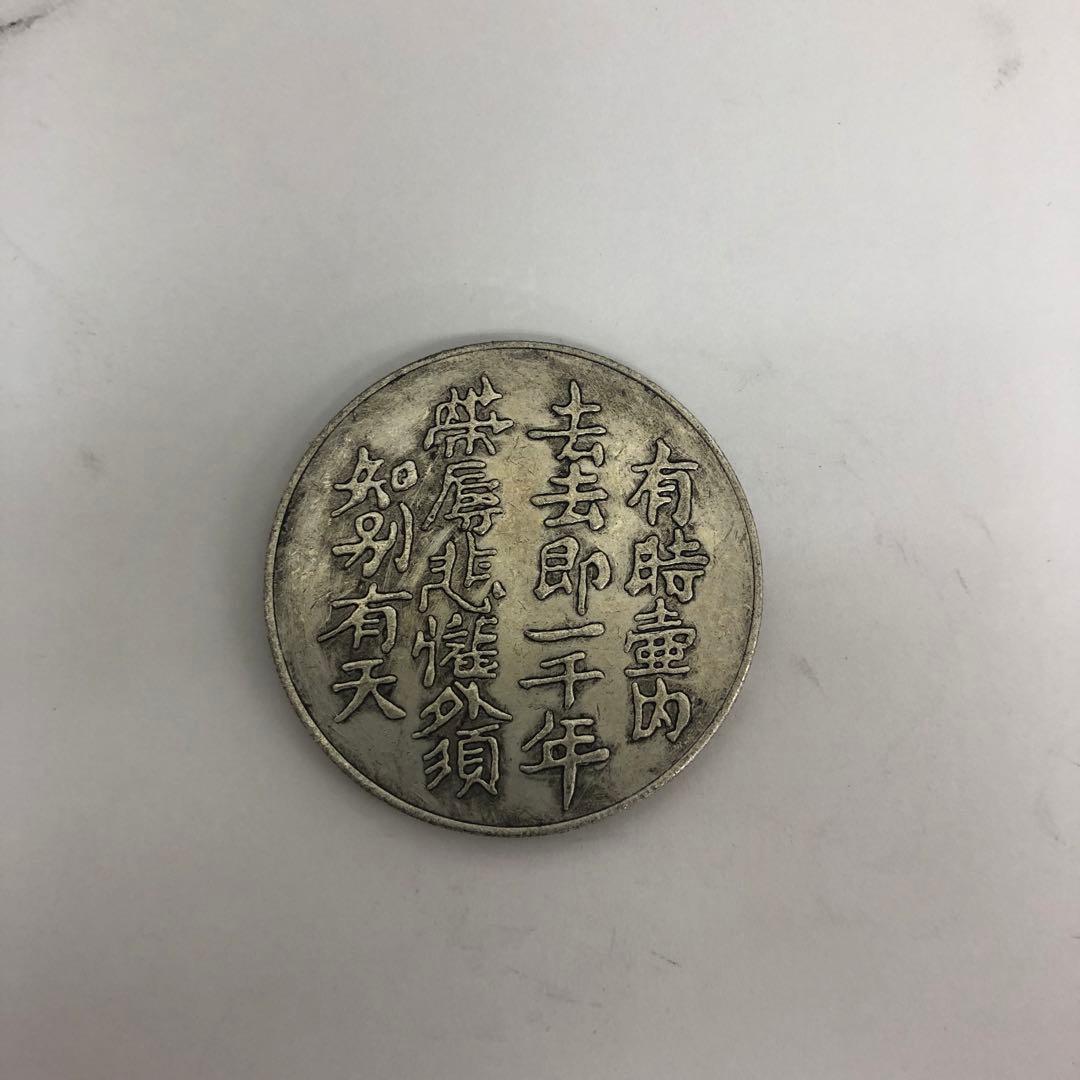 有時壷内
去去即一千年
榮辱悲懽外須
知別有天